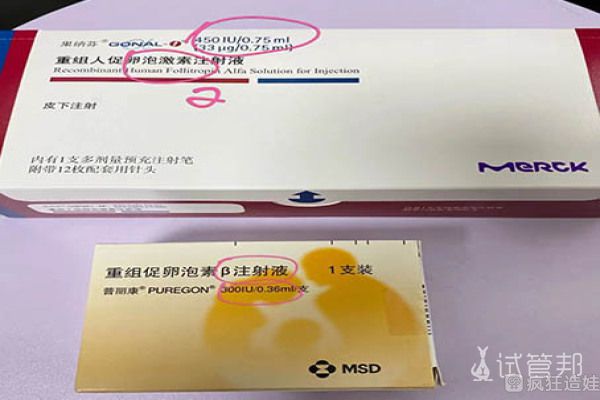 果纳芬® GONAL-f® 450 IU/0.75 ml
(33 μg/0.75 ml)
重组人促卵泡激素注射液
Recombinant Human Follitropin Alfa Solution for Injection
2
皮下注射
内有1支多剂量预充注射笔
附带12枚配套用针头
MERCK
重组促卵泡素β注射液 1支装
普丽康® PUREGON® 300IU/0.36ml/支
MSD
试管邦
疯狂造娃